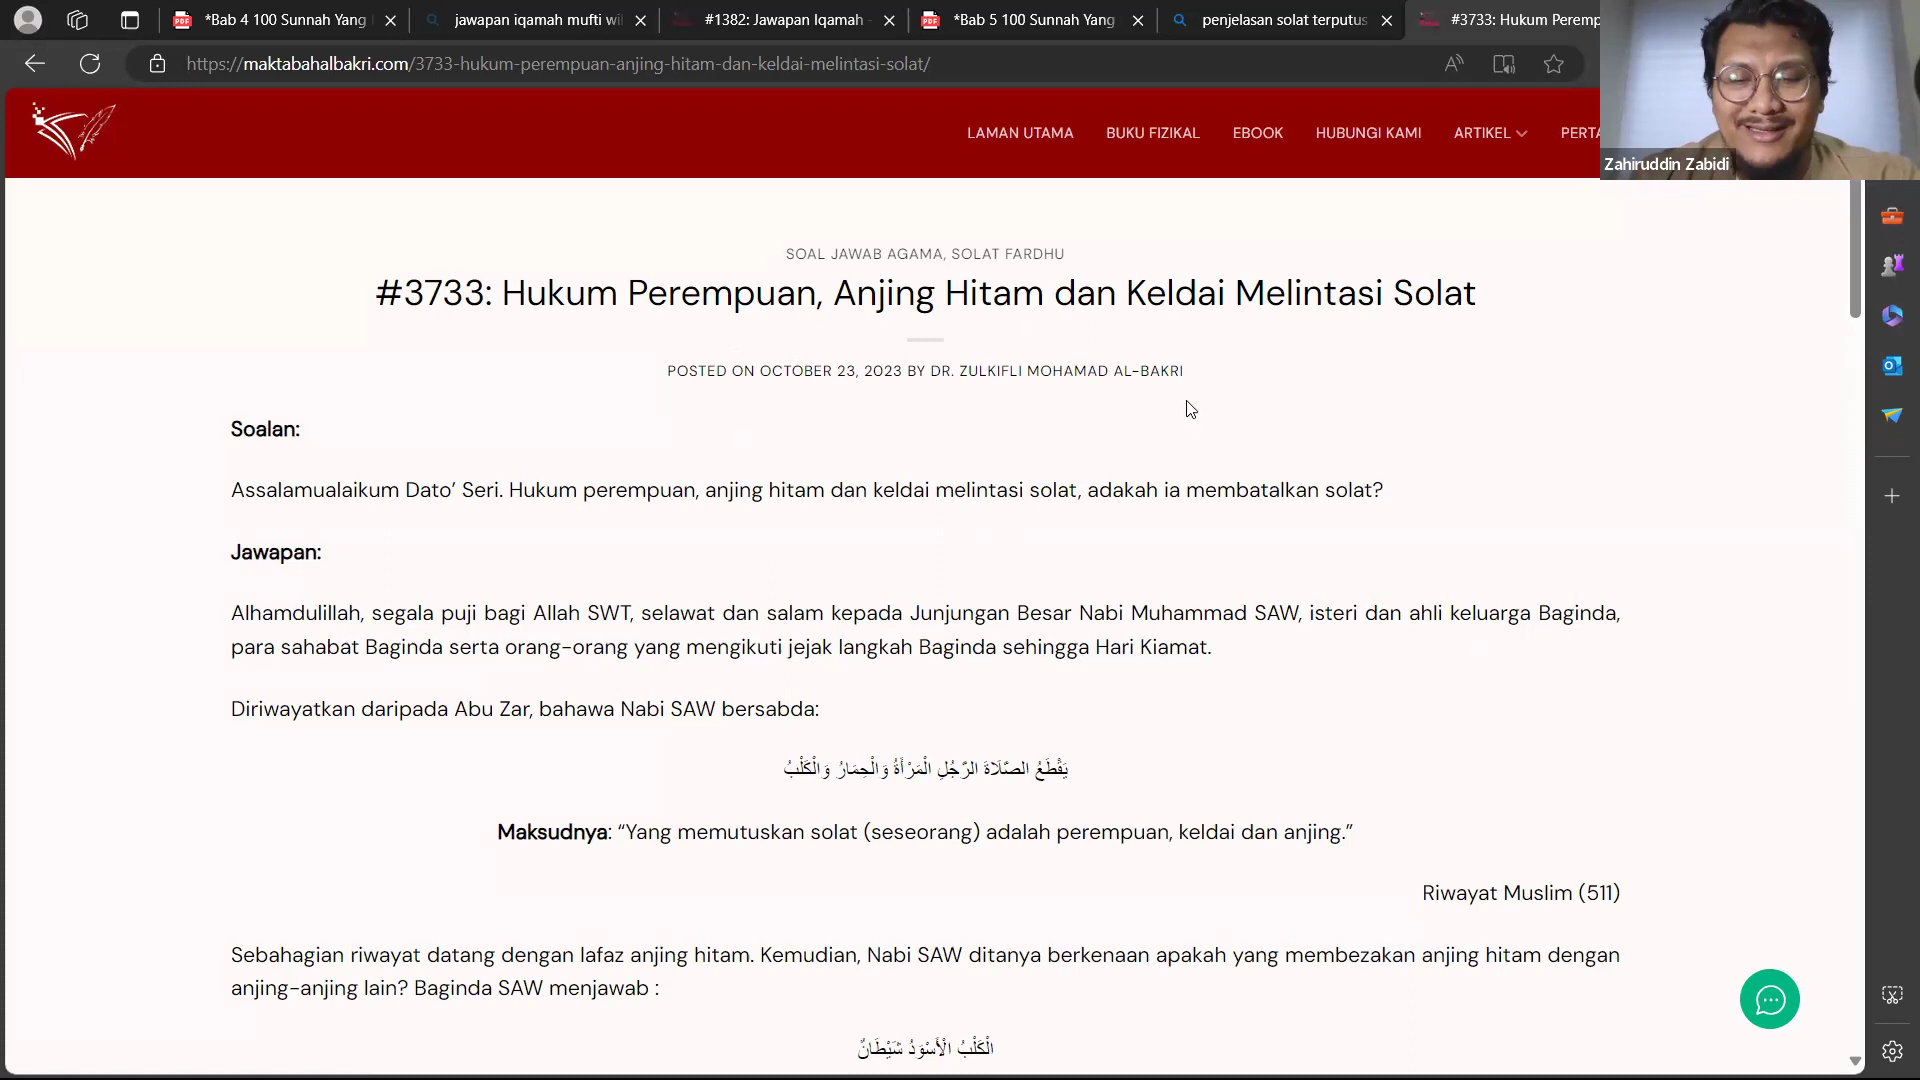 *Bab 4 100 Sunnah Yang
jawapan iqamah mufti wil
#1382: Jawapan Iqamah -
*Bab 5 100 Sunnah Yang
penjelasan solat terputus
#3733: Hukum Peremp
https://maktabahalbakri.com/3733-hukum-perempuan-anjing-hitam-dan-keldai-melintasi-solat/
LAMAN UTAMA
BUKU FIZIKAL
EBOOK
HUBUNGI KAMI
ARTIKEL
PERTA
Zahiruddin Zabidi
SOAL JAWAB AGAMA, SOLAT FARDHU
#3733: Hukum Perempuan, Anjing Hitam dan Keldai Melintasi Solat
POSTED ON OCTOBER 23, 2023 BY DR. ZULKIFLI MOHAMAD AL-BAKRI
Soalan:
Assalamualaikum Dato’ Seri. Hukum perempuan, anjing hitam dan keldai melintasi solat, adakah ia membatalkan solat?
Jawapan:
Alhamdulillah, segala puji bagi Allah SWT, selawat dan salam kepada Junjungan Besar Nabi Muhammad SAW, isteri dan ahli keluarga Baginda,
para sahabat Baginda serta orang-orang yang mengikuti jejak langkah Baginda sehingga Hari Kiamat.
Diriwayatkan daripada Abu Zar, bahawa Nabi SAW bersabda:
يَقْطَعُ الصَّلَاةَ الرَّجُلِ الْمَرْأَةُ وَالْحِمَارُ وَالْكَلْبُ
Maksudnya: “Yang memutuskan solat (seseorang) adalah perempuan, keldai dan anjing.”
Riwayat Muslim (511)
Sebahagian riwayat datang dengan lafaz anjing hitam. Kemudian, Nabi SAW ditanya berkenaan apakah yang membezakan anjing hitam dengan
anjing-anjing lain? Baginda SAW menjawab :
الْكَلْبُ الْأَسْوَدُ شَيْطَانٌ